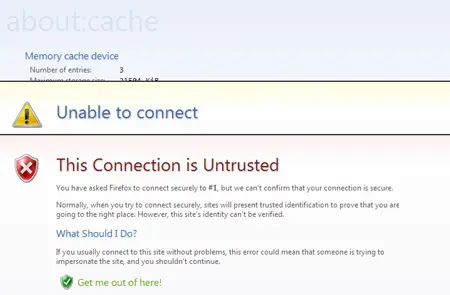 about:cache
Memory cache device
Number of entries: 3
Maximum storage size: 21504 KiB
Unable to connect
This Connection is Untrusted
You have asked Firefox to connect securely to #1, but we can't confirm that your connection is secure.
Normally, when you try to connect securely, sites will present trusted identification to prove that you are
going to the right place. However, this site's identity can't be verified.
What Should I Do?
If you usually connect to this site without problems, this error could mean that someone is trying to
impersonate the site, and you shouldn't continue.
Get me out of here!